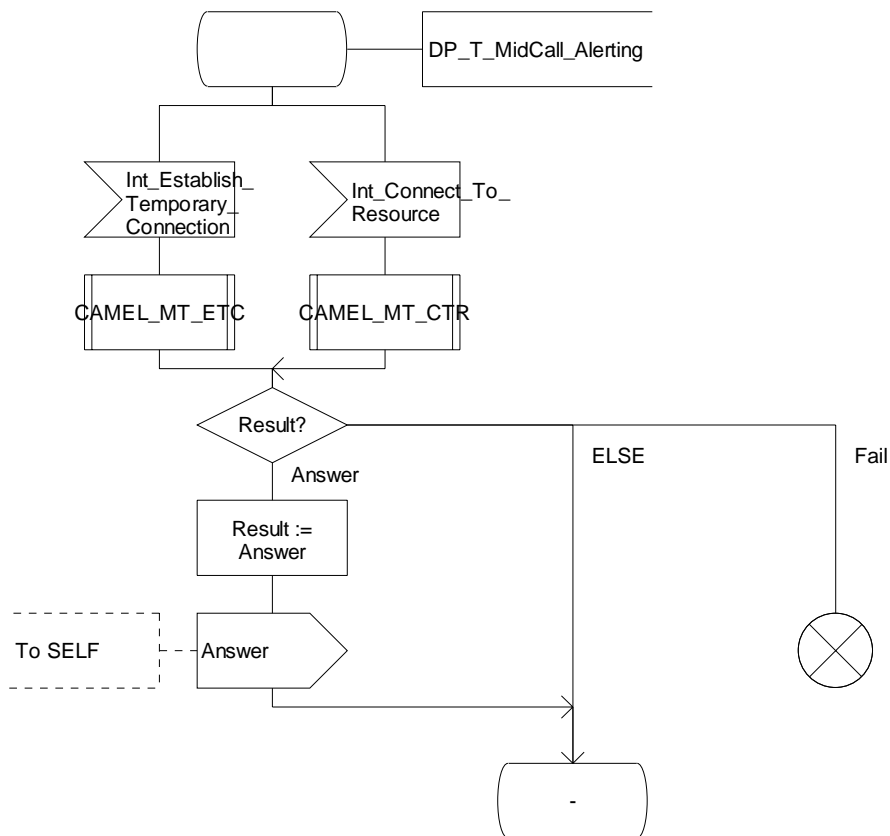 DP_T_MidCall_Alerting
Int_Establish_
Temporary_
Connection
Int_Connect_To_
Resource
CAMEL_MT_ETC
CAMEL_MT_CTR
Result?
ELSE
Fail
Answer
Result :=
Answer
To SELF
Answer
-